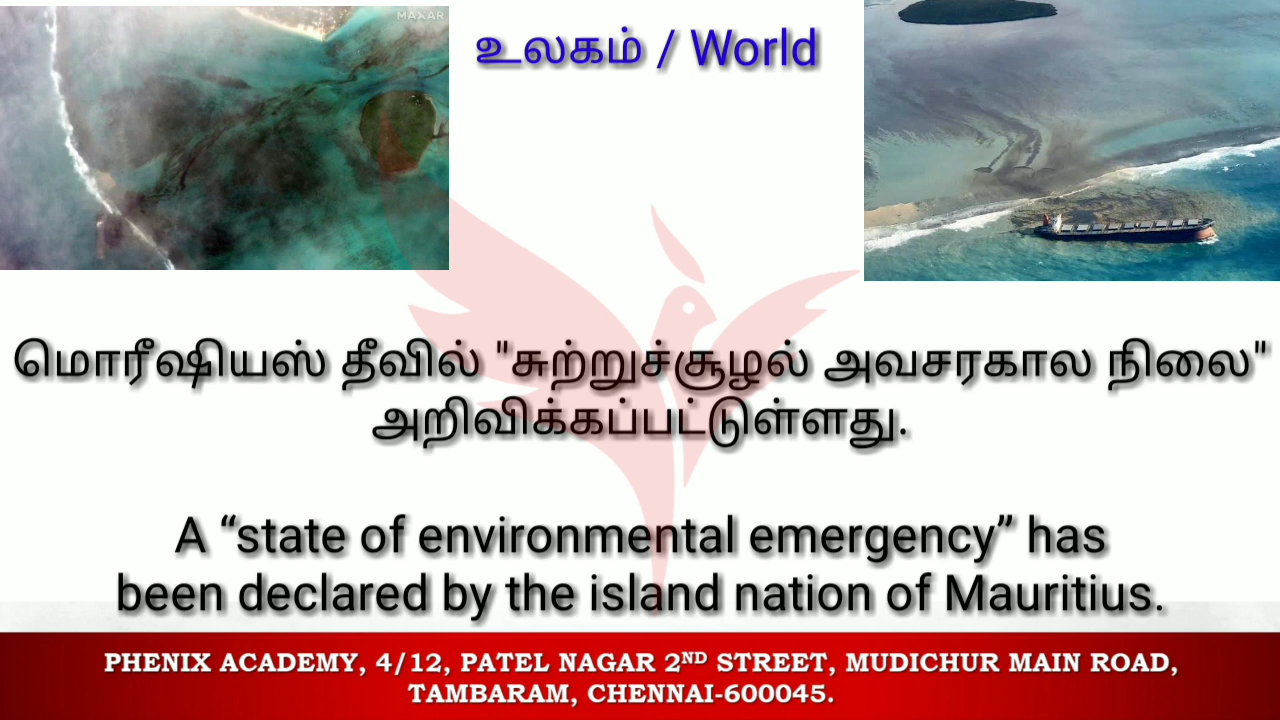 MAXAR
உலகம் / World
மொரீஷியஸ் தீவில் "சுற்றுச்சூழல் அவசரகால நிலை"
அறிவிக்கப்பட்டுள்ளது.
A “state of environmental emergency” has
been declared by the island nation of Mauritius.
PHENIX ACADEMY, 4/12, PATEL NAGAR 2ND STREET, MUDICHUR MAIN ROAD,
TAMBARAM, CHENNAI-600045.